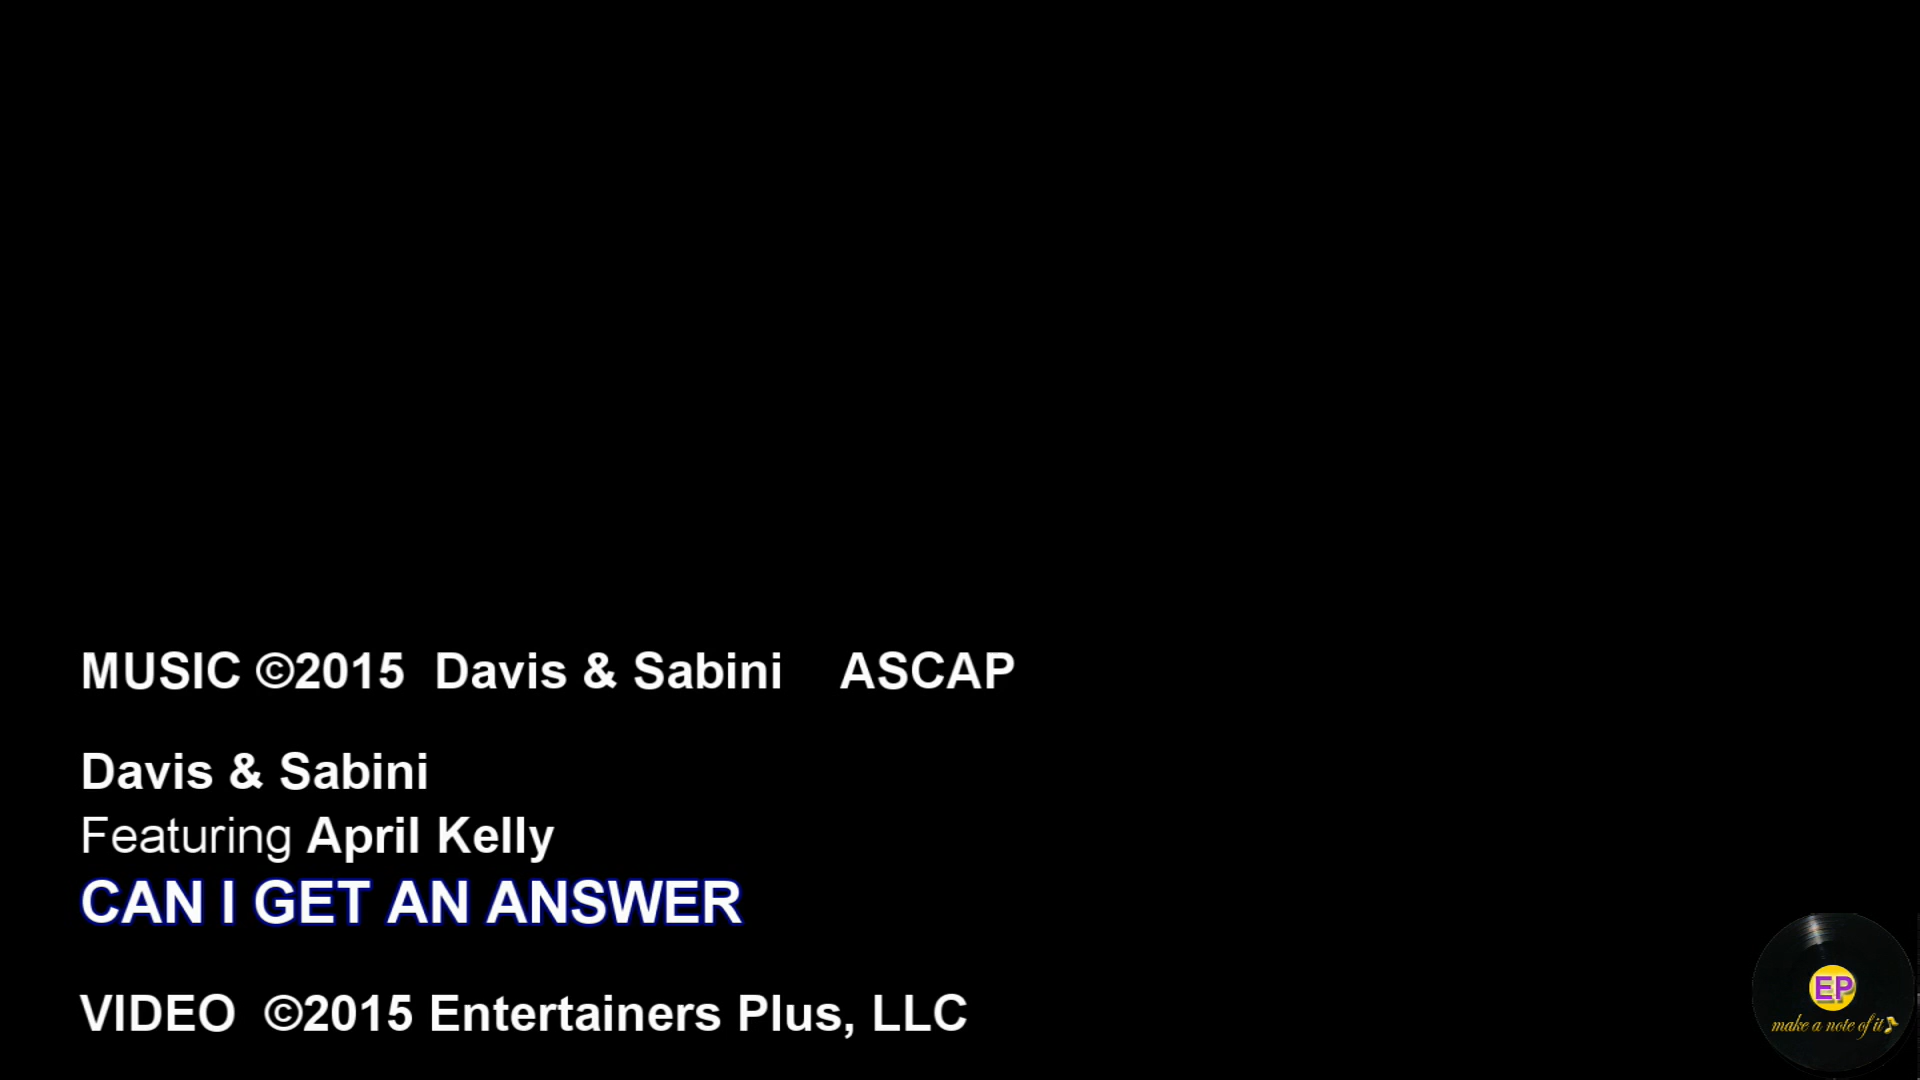 MUSIC ©2015 Davis & Sabini ASCAP
Davis & Sabini
Featuring April Kelly
CAN I GET AN ANSWER
VIDEO ©2015 Entertainers Plus, LLC
EP
make a note of it